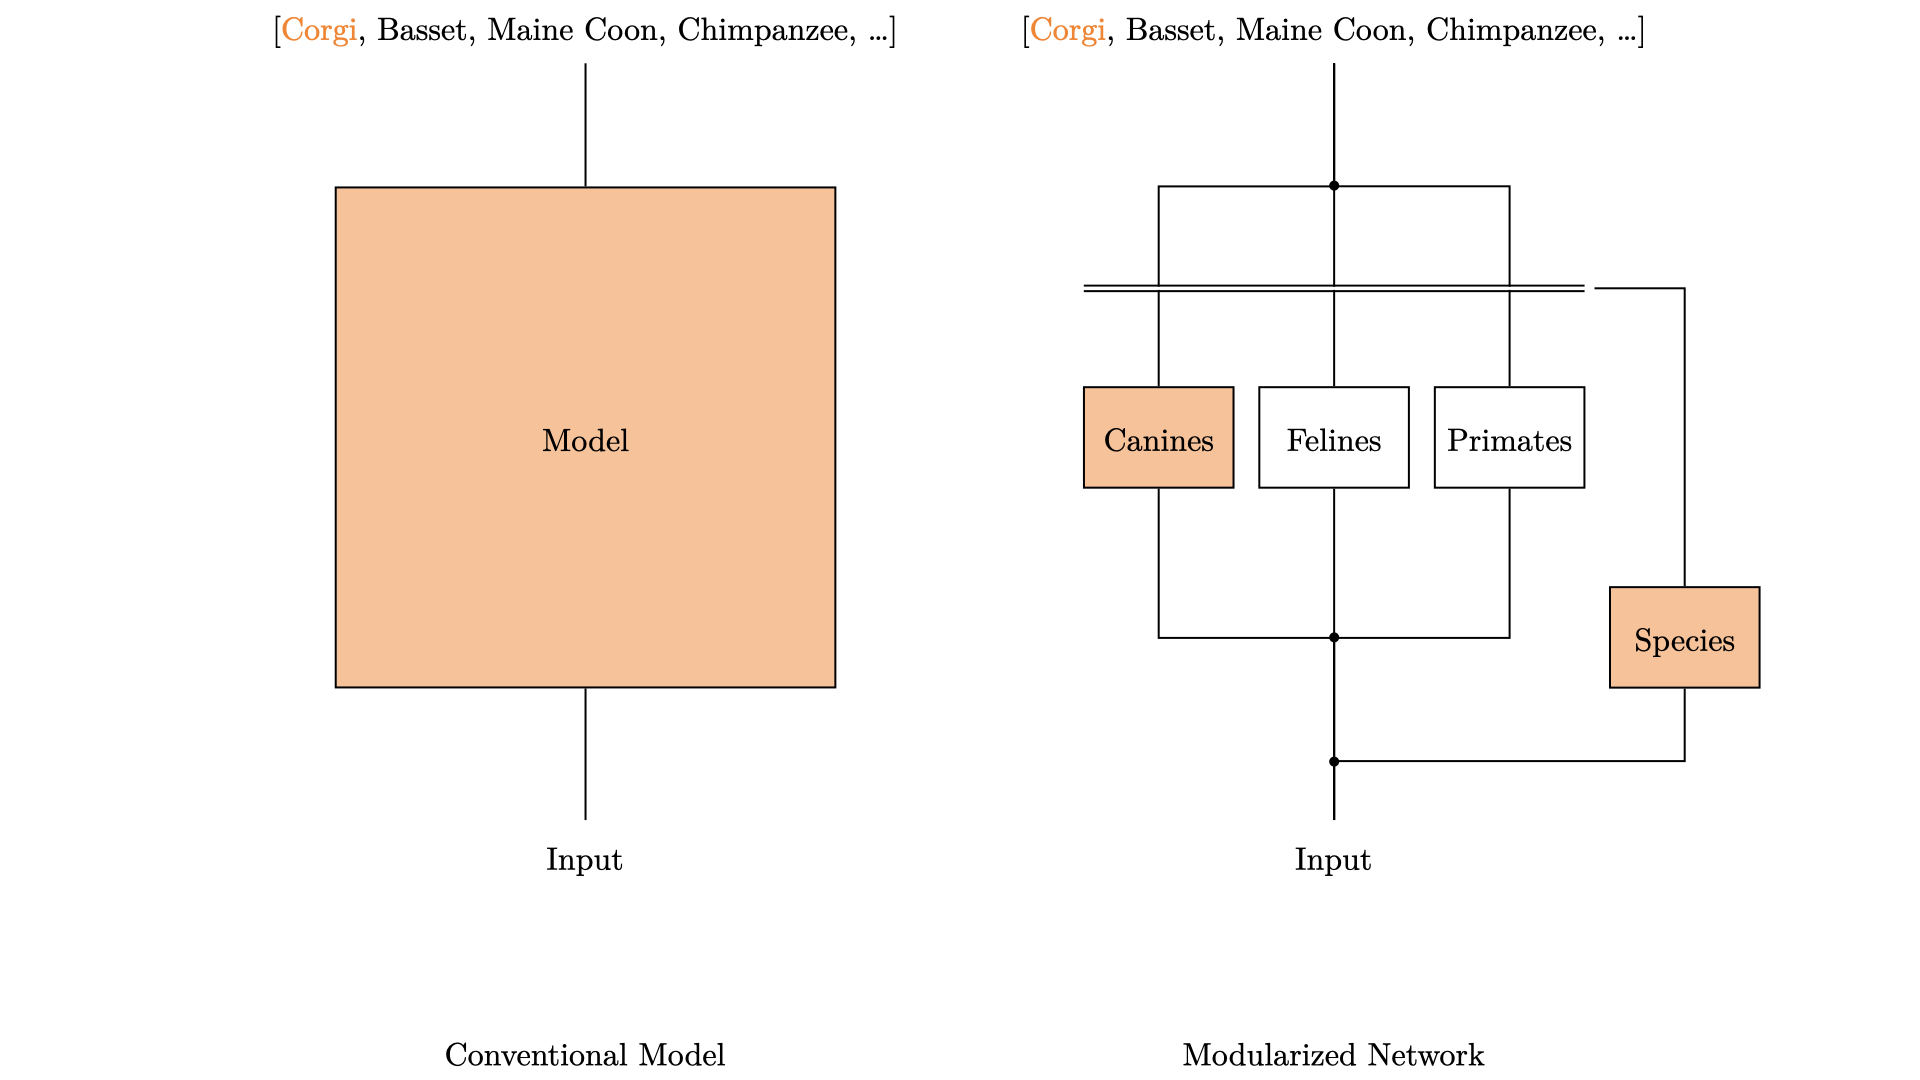 [Corgi, Basset, Maine Coon, Chimpanzee, ...]
Model
Input
Conventional Model
[Corgi, Basset, Maine Coon, Chimpanzee, ...]
Canines
Felines
Primates
Species
Input
Modularized Network